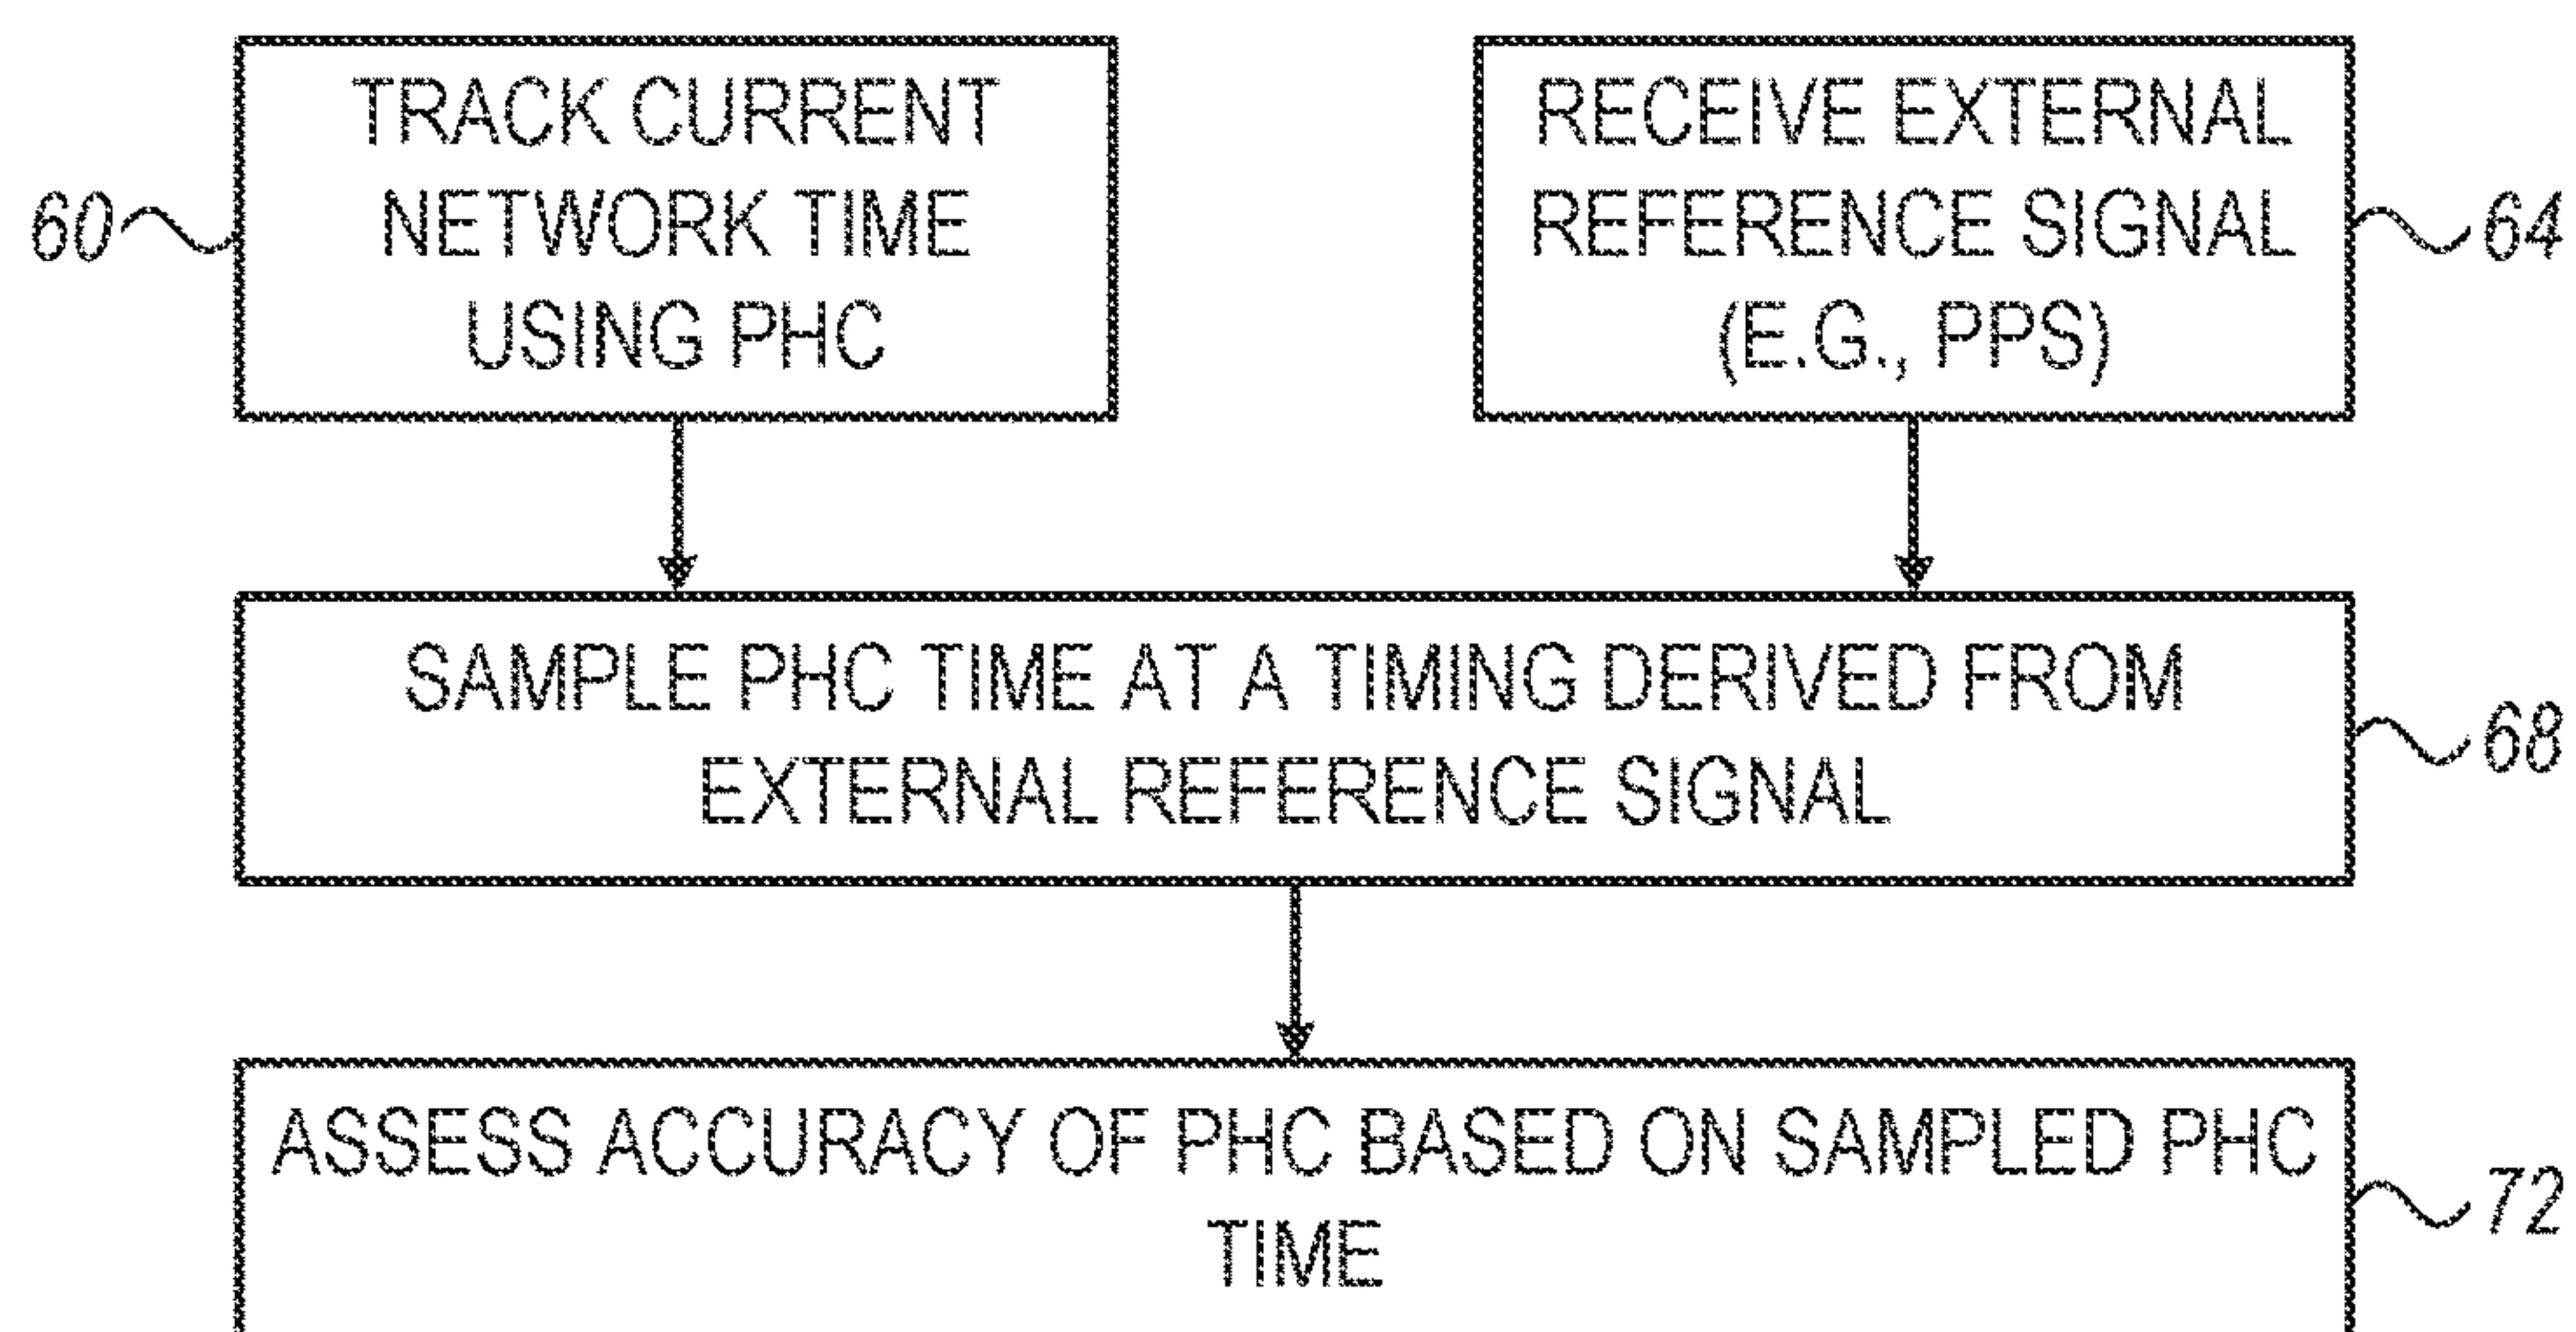 TRACK CURRENT
NETWORK TIME
USING PHC
60
RECEIVE EXTERNAL
REFERENCE SIGNAL
(E.G., PPS)
64
SAMPLE PHC TIME AT A TIMING DERIVED FROM
EXTERNAL REFERENCE SIGNAL
68
ASSESS ACCURACY OF PHC BASED ON SAMPLED PHC
TIME
72